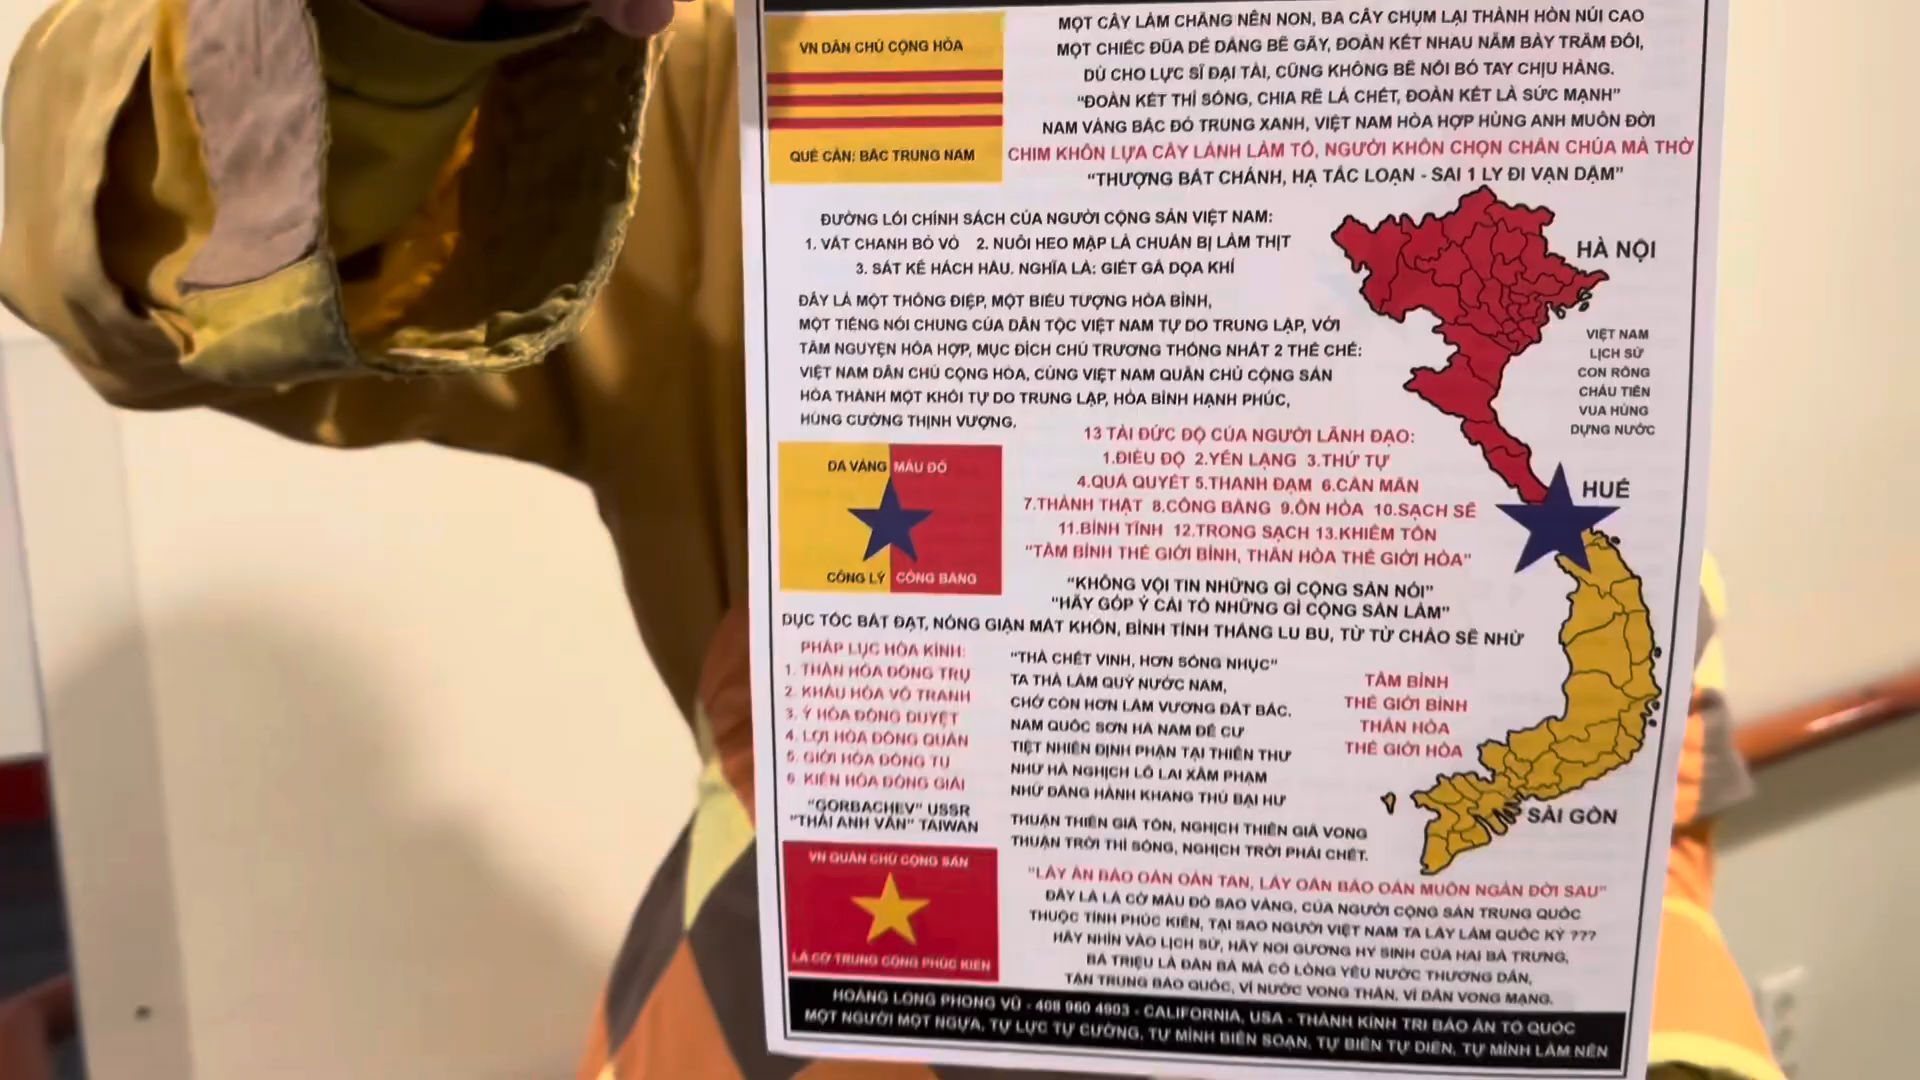 VN DÂN CHỦ CỘNG HÒA
QUẺ CÀN: BẮC TRUNG NAM
MỘT CÂY LÀM CHẲNG NÊN NON, BA CÂY CHỤM LẠI THÀNH HÒN NÚI CAO
MỘT CHIẾC ĐŨA DỄ DÀNG BẺ GÃY, ĐOÀN KẾT NHAU NĂM BẢY TRĂM ĐÔI,
DÙ CHO LỰC SĨ ĐẠI TÀI, CŨNG KHÔNG BẺ NỔI BÓ TAY CHỊU HÀNG.
"ĐOÀN KẾT THÌ SỐNG, CHIA RẼ LÀ CHẾT, ĐOÀN KẾT LÀ SỨC MẠNH"
NAM VÀNG BẮC ĐỎ TRUNG XANH, VIỆT NAM HÒA HỢP HÙNG ANH MUÔN ĐỜI
CHIM KHÔN LỰA CÂY LÀNH LÀM TỔ, NGƯỜI KHÔN CHỌN CHÂN CHÚA MÀ THỜ
"THƯỢNG BẤT CHÁNH, HẠ TẮC LOẠN - SAI 1 LY ĐI VẠN DẶM"
ĐƯỜNG LỐI CHÍNH SÁCH CỦA NGƯỜI CỘNG SẢN VIỆT NAM:
1. VẮT CHANH BỎ VỎ 2. NUÔI HEO MẬP LÀ CHUẨN BỊ LÀM THỊT
3. SÁT KÊ HÁCH HẦU. NGHĨA LÀ: GIẾT GÀ DỌA KHỈ
HÀ NỘI
VIỆT NAM
LỊCH SỬ
CON RỒNG
CHÁU TIÊN
VUA HÙNG
DỰNG NƯỚC
ĐÂY LÀ MỘT THÔNG ĐIỆP, MỘT BIỂU TƯỢNG HÒA BÌNH,
MỘT TIẾNG NÓI CHUNG CỦA DÂN TỘC VIỆT NAM TỰ DO TRUNG LẬP, VỚI
TÂM NGUYỆN HÒA HỢP, MỤC ĐÍCH CHỦ TRƯƠNG THỐNG NHẤT 2 THỂ CHẾ:
VIỆT NAM DÂN CHỦ CỘNG HÒA, CÙNG VIỆT NAM QUÂN CHỦ CỘNG SẢN
HÒA THÀNH MỘT KHỐI TỰ DO TRUNG LẬP, HÒA BÌNH HẠNH PHÚC,
HÙNG CƯỜNG THỊNH VƯỢNG.
DA VÀNG MÁU ĐỎ
CÔNG LÝ CÔNG BẰNG
13 TÀI ĐỨC ĐỘ CỦA NGƯỜI LÃNH ĐẠO:
1.ĐIỀU ĐỘ 2.YÊN LẶNG 3.THỨ TỰ
4.QUẢ QUYẾT 5.THANH ĐẠM 6.CẦN MẪN
7.THÀNH THẬT 8.CÔNG BẰNG 9.ÔN HÒA 10.SẠCH SẼ
11.BÌNH TĨNH 12.TRONG SẠCH 13.KHIÊM TỐN
"TÂM BÌNH THẾ GIỚI BÌNH, THÂN HÒA THẾ GIỚI HÒA"
HUẾ
"KHÔNG VỘI TIN NHỮNG GÌ CỘNG SẢN NÓI"
"HÃY GÓP Ý CẢI TỔ NHỮNG GÌ CỘNG SẢN LÀM"
DỤC TỐC BẤT ĐẠT, NÓNG GIẬN MẤT KHÔN, BÌNH TĨNH THẮNG LU BU, TỪ TỪ CHÁO SẼ NHỪ
PHÁP LỤC HÒA KÍNH:
1. THÂN HÒA ĐỒNG TRỤ
2. KHẨU HÒA VÔ TRANH
3. Ý HÒA ĐỒNG DUYỆT
4. LỢI HÒA ĐỒNG QUÂN
5. GIỚI HÒA ĐỒNG TU
6. KIẾN HÒA ĐỒNG GIẢI
"GORBACHEV" USSR
"THÁI ANH VĂN" TAIWAN
"THÀ CHẾT VINH, HƠN SỐNG NHỤC"
TA THÀ LÀM QUỶ NƯỚC NAM,
CHỚ CÒN HƠN LÀM VƯƠNG ĐẤT BẮC.
NAM QUỐC SƠN HÀ NAM ĐẾ CƯ
TIỆT NHIÊN ĐỊNH PHẬN TẠI THIÊN THƯ
NHƯ HÀ NGHỊCH LỖ LAI XÂM PHẠM
NHỮ ĐẲNG HÀNH KHANG THỦ BẠI HƯ
THUẬN THIÊN GIẢ TỒN, NGHỊCH THIÊN GIẢ VONG
THUẬN TRỜI THÌ SỐNG, NGHỊCH TRỜI PHẢI CHẾT.
TÂM BÌNH
THẾ GIỚI BÌNH
THÂN HÒA
THẾ GIỚI HÒA
SÀI GÒN
VN QUÂN CHỦ CỘNG SẢN
LÁ CỜ TRUNG CỘNG PHÚC KIẾN
"LẤY ÂN BÁO OÁN OÁN TAN, LẤY OÁN BÁO OÁN MUÔN NGÀN ĐỜI SAU"
ĐÂY LÀ LÁ CỜ MÀU ĐỎ SAO VÀNG, CỦA NGƯỜI CỘNG SẢN TRUNG QUỐC
THUỘC TỈNH PHÚC KIẾN, TẠI SAO NGƯỜI VIỆT NAM TA LẤY LÀM QUỐC KỲ ???
HÃY NHÌN VÀO LỊCH SỬ, HÃY NOI GƯƠNG HY SINH CỦA HAI BÀ TRƯNG,
BÀ TRIỆU LÀ ĐÀN BÀ MÀ CÓ LÒNG YÊU NƯỚC THƯƠNG DÂN,
TẬN TRUNG BÁO QUỐC, VÌ NƯỚC VONG THÂN, VÌ DÂN VONG MẠNG.
HOÀNG LONG PHONG VŨ - 408 960 4903 - CALIFORNIA, USA - THÀNH KÍNH TRI BÁO ÂN TỔ QUỐC
MỘT NGƯỜI MỘT NGỰA, TỰ LỰC TỰ CƯỜNG, TỰ MÌNH BIÊN SOẠN, TỰ BIÊN TỰ DIỄN, TỰ MÌNH LÀM NÊN